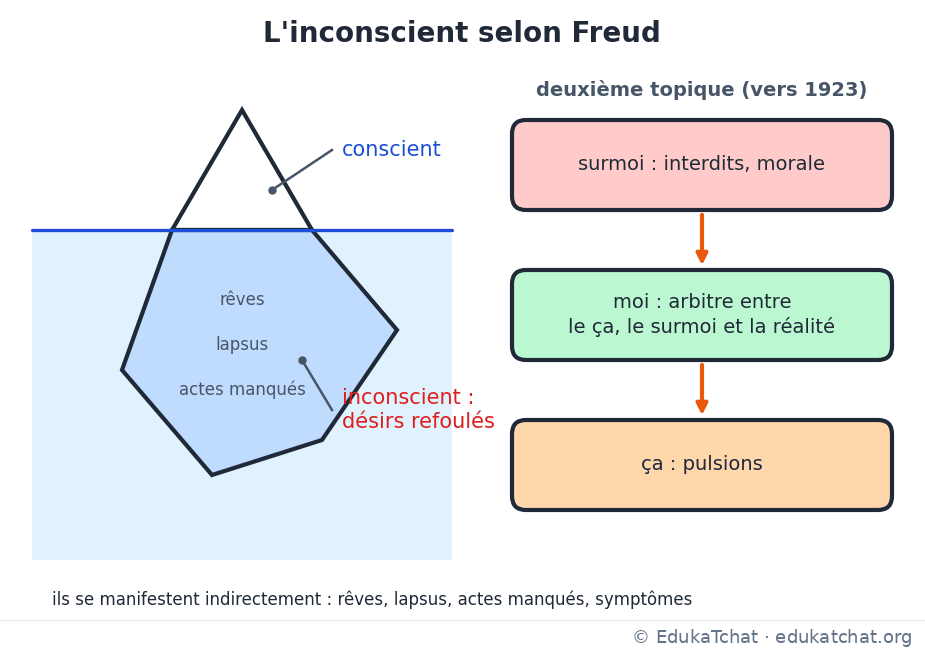 L'inconscient selon Freud
deuxième topique (vers 1923)
conscient
surmoi : interdits, morale
rêves
lapsus
actes manqués
inconscient :
désirs refoulés
moi : arbitre entre
le ça, le surmoi et la réalité
ça : pulsions
ils se manifestent indirectement : rêves, lapsus, actes manqués, symptômes
© EdukaTchat · edukatchat.org